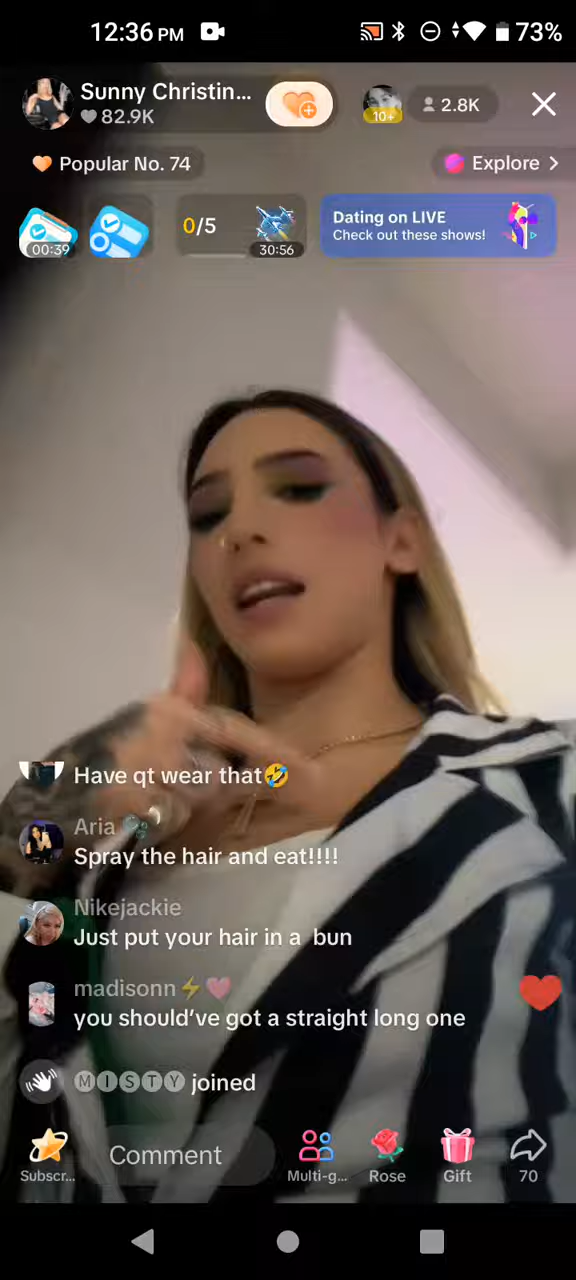 12:36 PM
73%
Sunny Christin...
82.9K
10+
2.8K
Popular No. 74
Explore >
00:39
0/5
30:56
Dating on LIVE
Check out these shows!
Have qt wear that🤣
Aria 🫧
Spray the hair and eat!!!!
Nikejackie
Just put your hair in a bun
madisonn⚡🩷
you should've got a straight long one
🅜🅘🅢🅣🅨 joined
Comment
Subscr...
Multi-g...
Rose
Gift
70